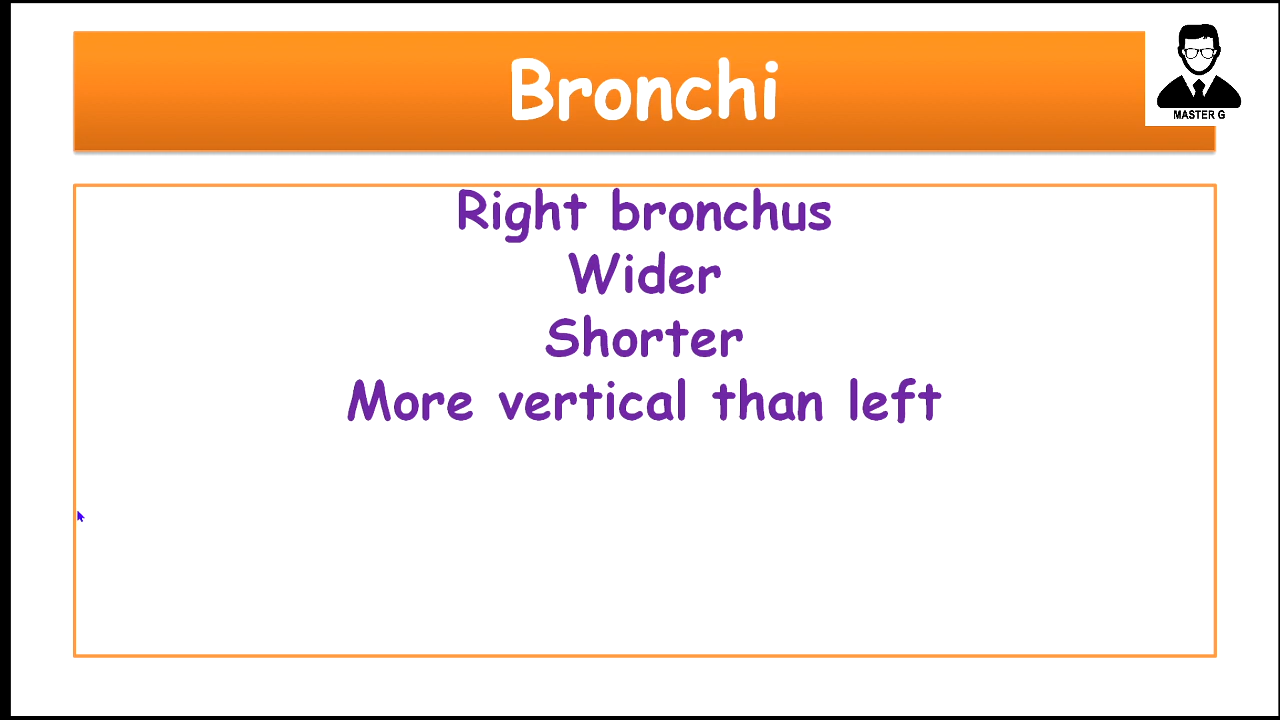 Bronchi
MASTER G
Right bronchus
Wider
Shorter
More vertical than left